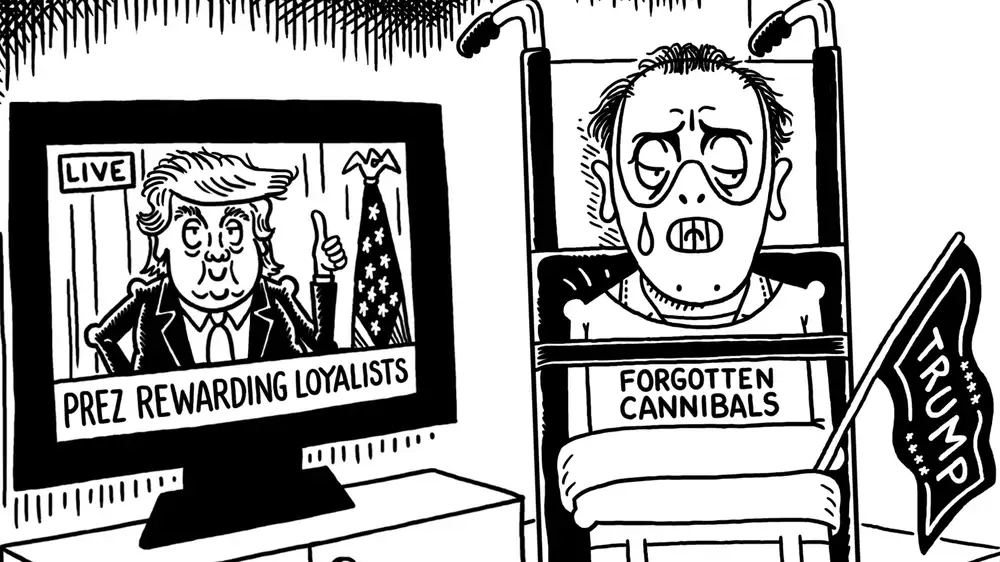 LIVE
PREZ REWARDING LOYALISTS
FORGOTTEN
CANNIBALS
TRUMP